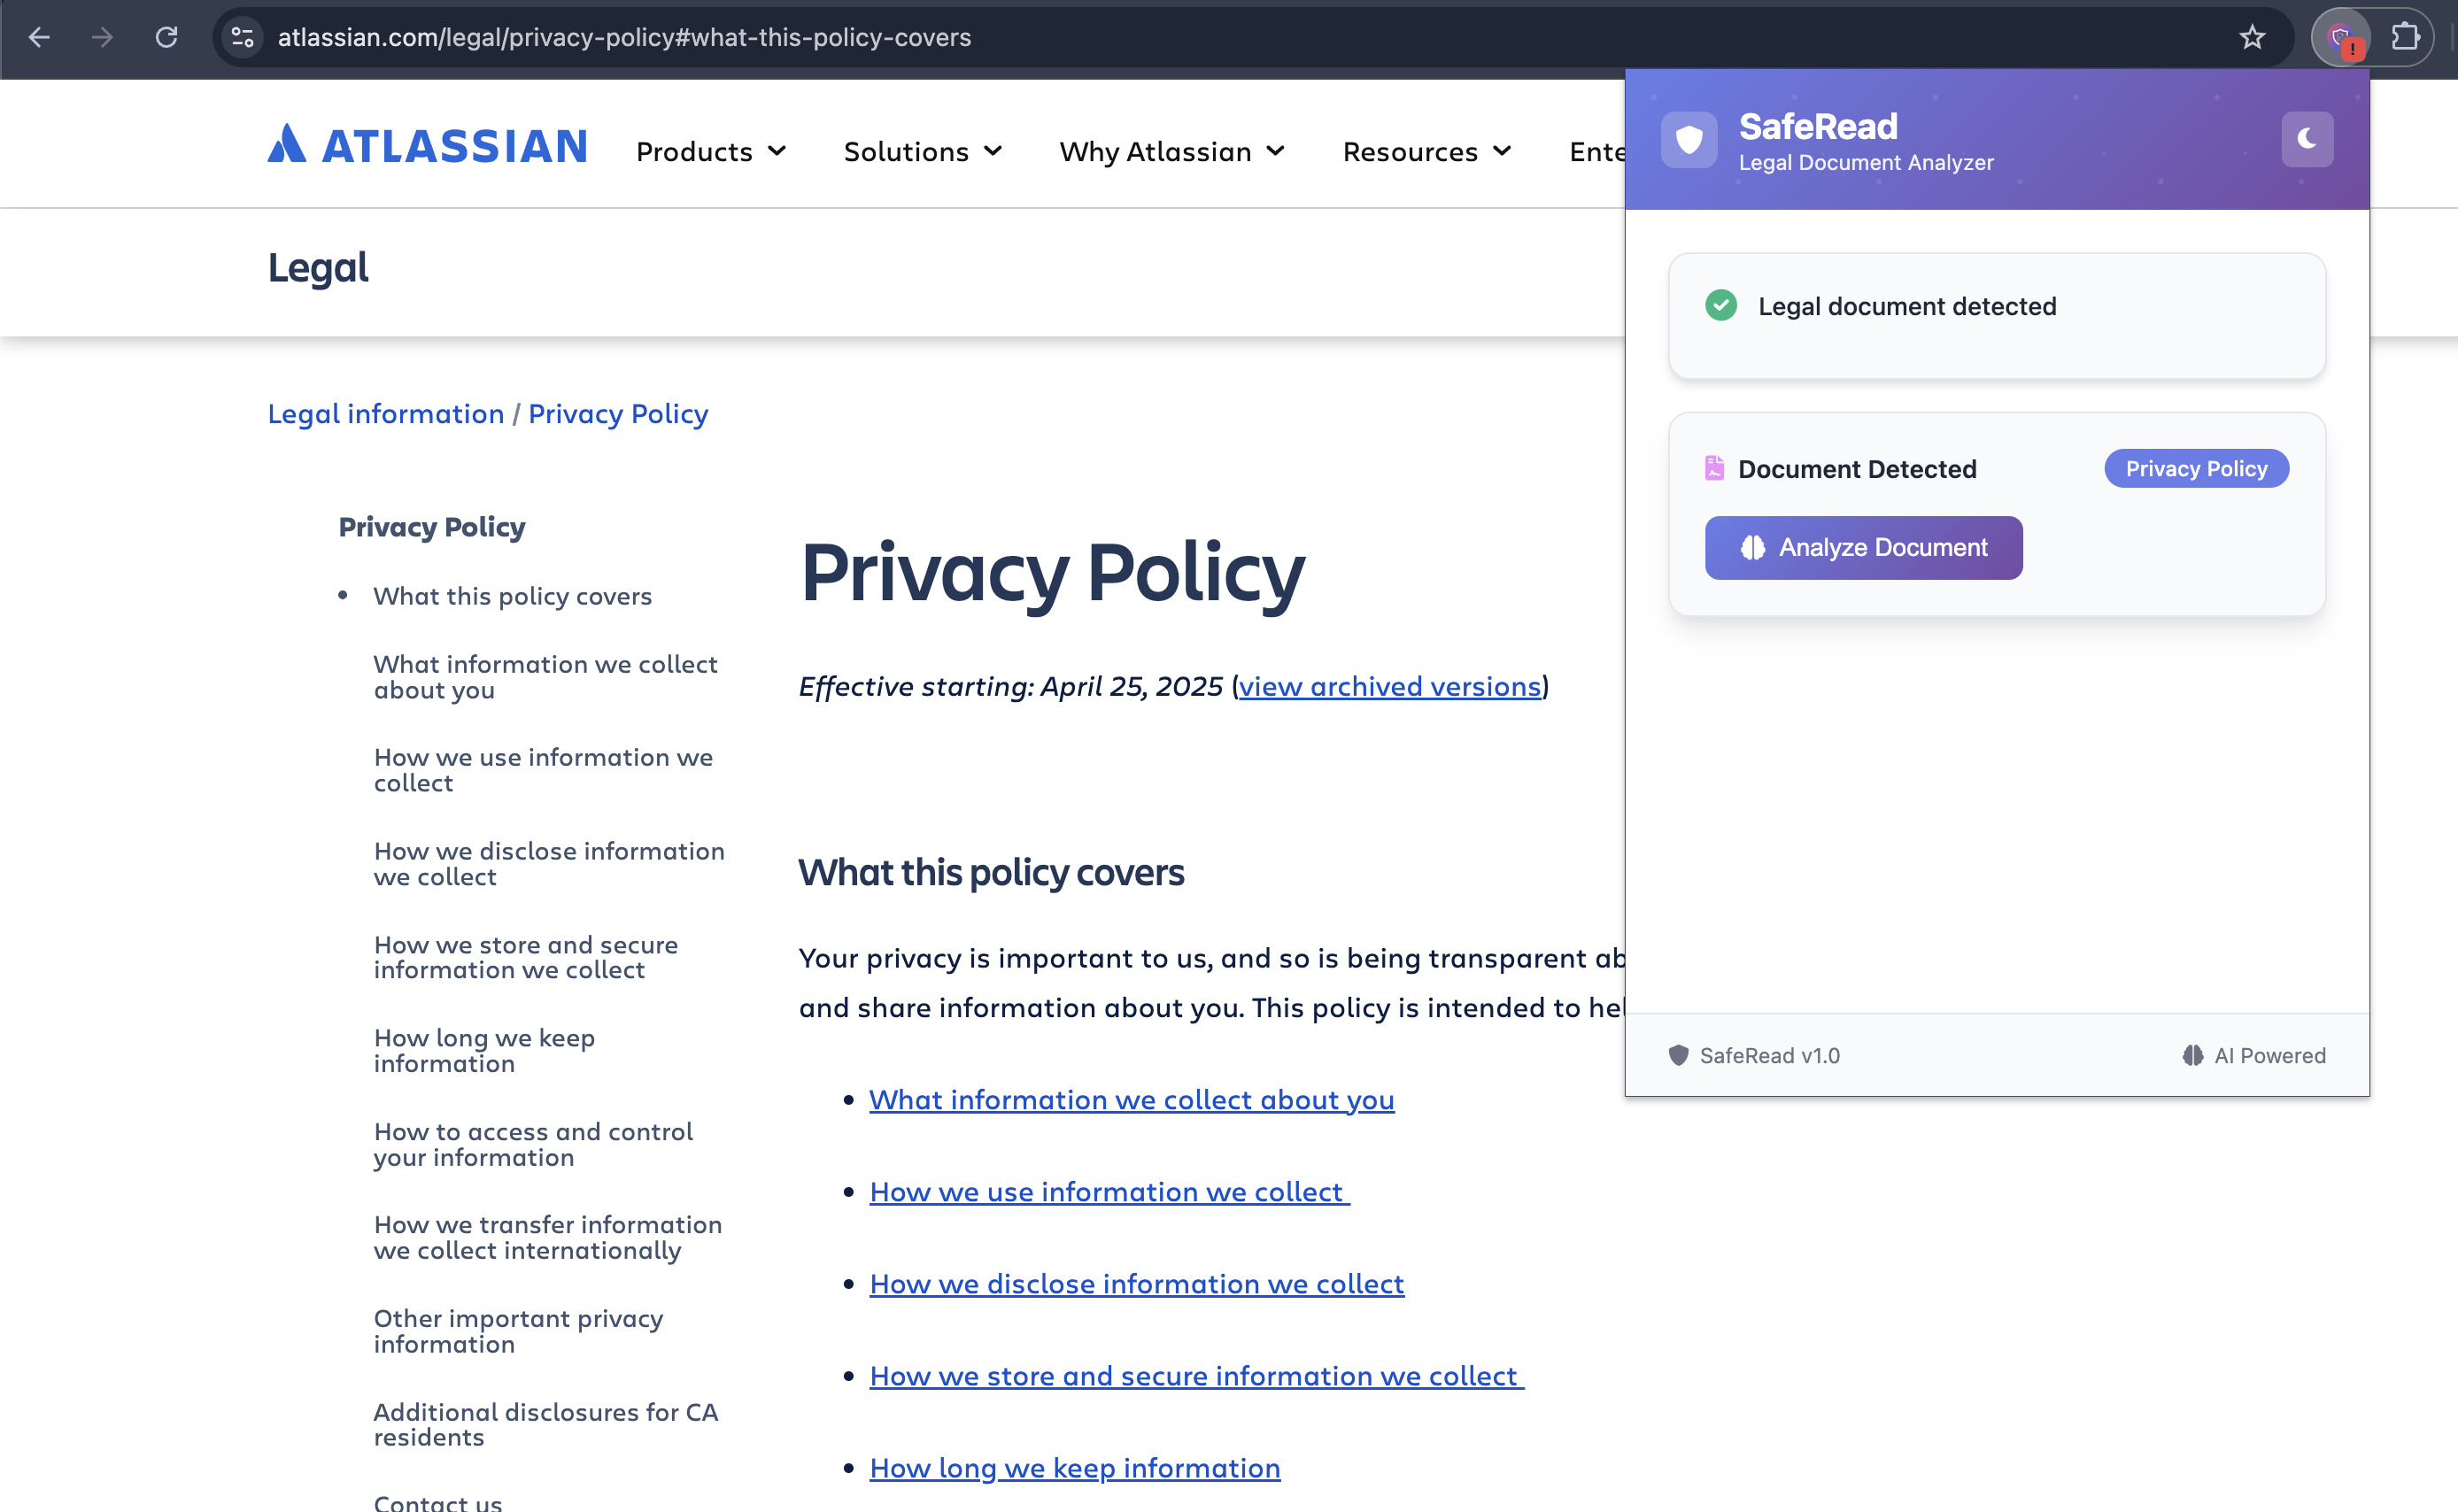 atlassian.com/legal/privacy-policy#what-this-policy-covers
!
ATLASSIAN
Products
Solutions
Why Atlassian
Resources
Ente
Legal
Legal information / Privacy Policy
Privacy Policy
What this policy covers
What information we collect
about you
How we use information we
collect
How we disclose information
we collect
How we store and secure
information we collect
How long we keep
information
How to access and control
your information
How we transfer information
we collect internationally
Other important privacy
information
Additional disclosures for CA
residents
Contact us
Privacy Policy
Effective starting: April 25, 2025 (view archived versions)
What this policy covers
Your privacy is important to us, and so is being transparent ab
and share information about you. This policy is intended to hel
What information we collect about you
How we use information we collect
How we disclose information we collect
How we store and secure information we collect
How long we keep information
SafeRead
Legal Document Analyzer
Legal document detected
Document Detected
Privacy Policy
Analyze Document
SafeRead v1.0
AI Powered